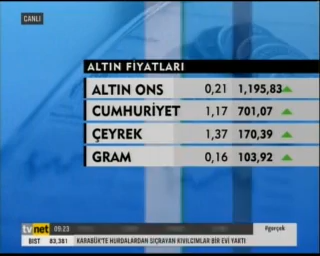 CANLI
ALTIN FİYATLARI
ALTIN ONS 0,21 1,195,83
CUMHURİYET 1,17 701,07
ÇEYREK 1,37 170,39
GRAM 0,16 103,92
tvnet 09:23 #gerçek
BIST 83,381 KARABÜK'TE HURDALARDAN SIÇRAYAN KIVILCIMLAR BİR EVİ YAKTI